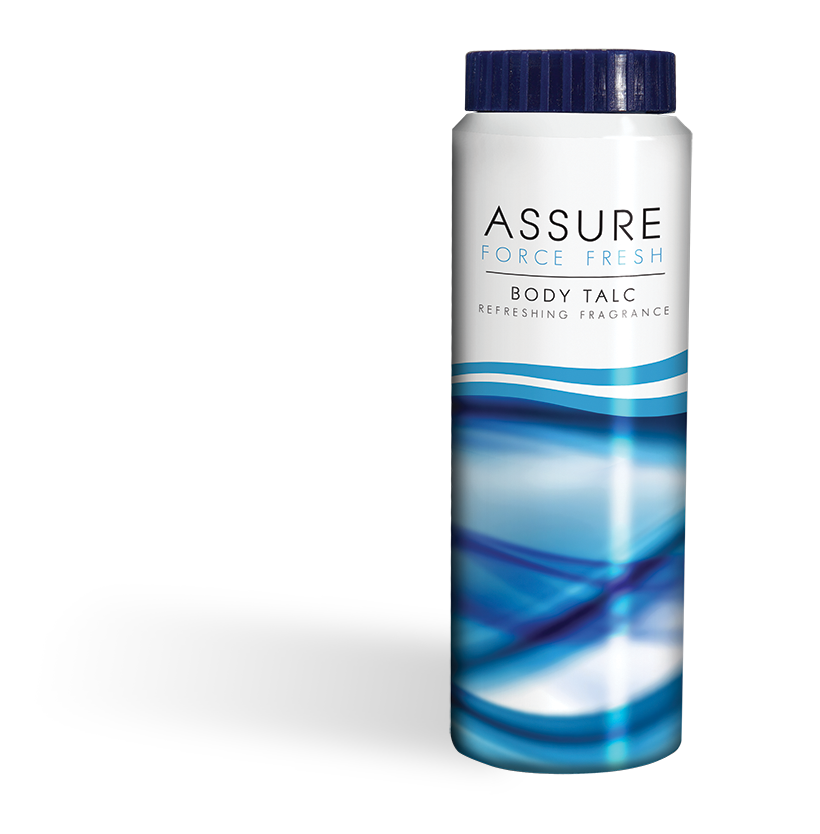 ASSURE
FORCE FRESH
BODY TALC
REFRESHING FRAGRANCE